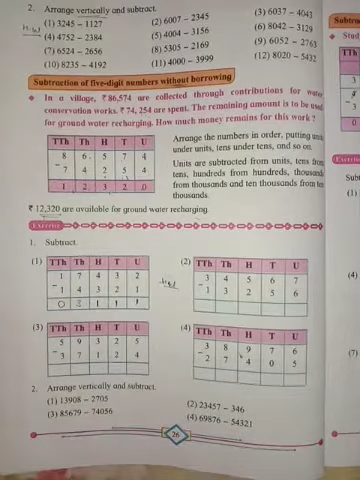 2. Arrange vertically and subtract.
(1) 3245 – 1127 (2) 6007 – 2345 (3) 6037 – 4041
(4) 4752 – 2384 (5) 4004 – 3156 (6) 8042 – 3129
(7) 6524 – 2656 (8) 5305 – 2169 (9) 6052 – 2763
(10) 8235 – 4192 (11) 4000 – 3999 (12) 8020 – 5432
Subtraction of five-digit numbers without borrowing
❖ In a village, ₹ 86,574 are collected through contributions for water
conservation works. ₹ 74,254 are spent. The remaining amount is to be used
for ground water recharging. How much money remains for this work ?
TTh Th H T U
8 6 5 7 4
– 7 4 2 5 4
1 2 3 2 0
Arrange the numbers in order, putting units
under units, tens under tens, and so on.
Units are subtracted from units, tens from
tens, hundreds from hundreds, thousands
from thousands and ten thousands from ten
thousands.
₹ 12,320 are available for ground water recharging.
Exercise
1. Subtract.
(1) TTh Th H T U
1 7 4 3 2
– 1 4 3 2 1
0 3 1 1 1
(2) TTh Th H T U
3 4 5 6 7
– 1 3 2 5 6
(3) TTh Th H T U
5 9 3 2 5
– 3 7 1 2 4
(4) TTh Th H T U
3 8 9 7 6
– 2 7 4 0 5
2. Arrange vertically and subtract.
(1) 13908 – 2705 (2) 23457 – 346
(3) 85679 – 74056 (4) 69876 – 54321
26
Subtrac
TTh
3
Exercise
Subt
(1)
(4)
(7)